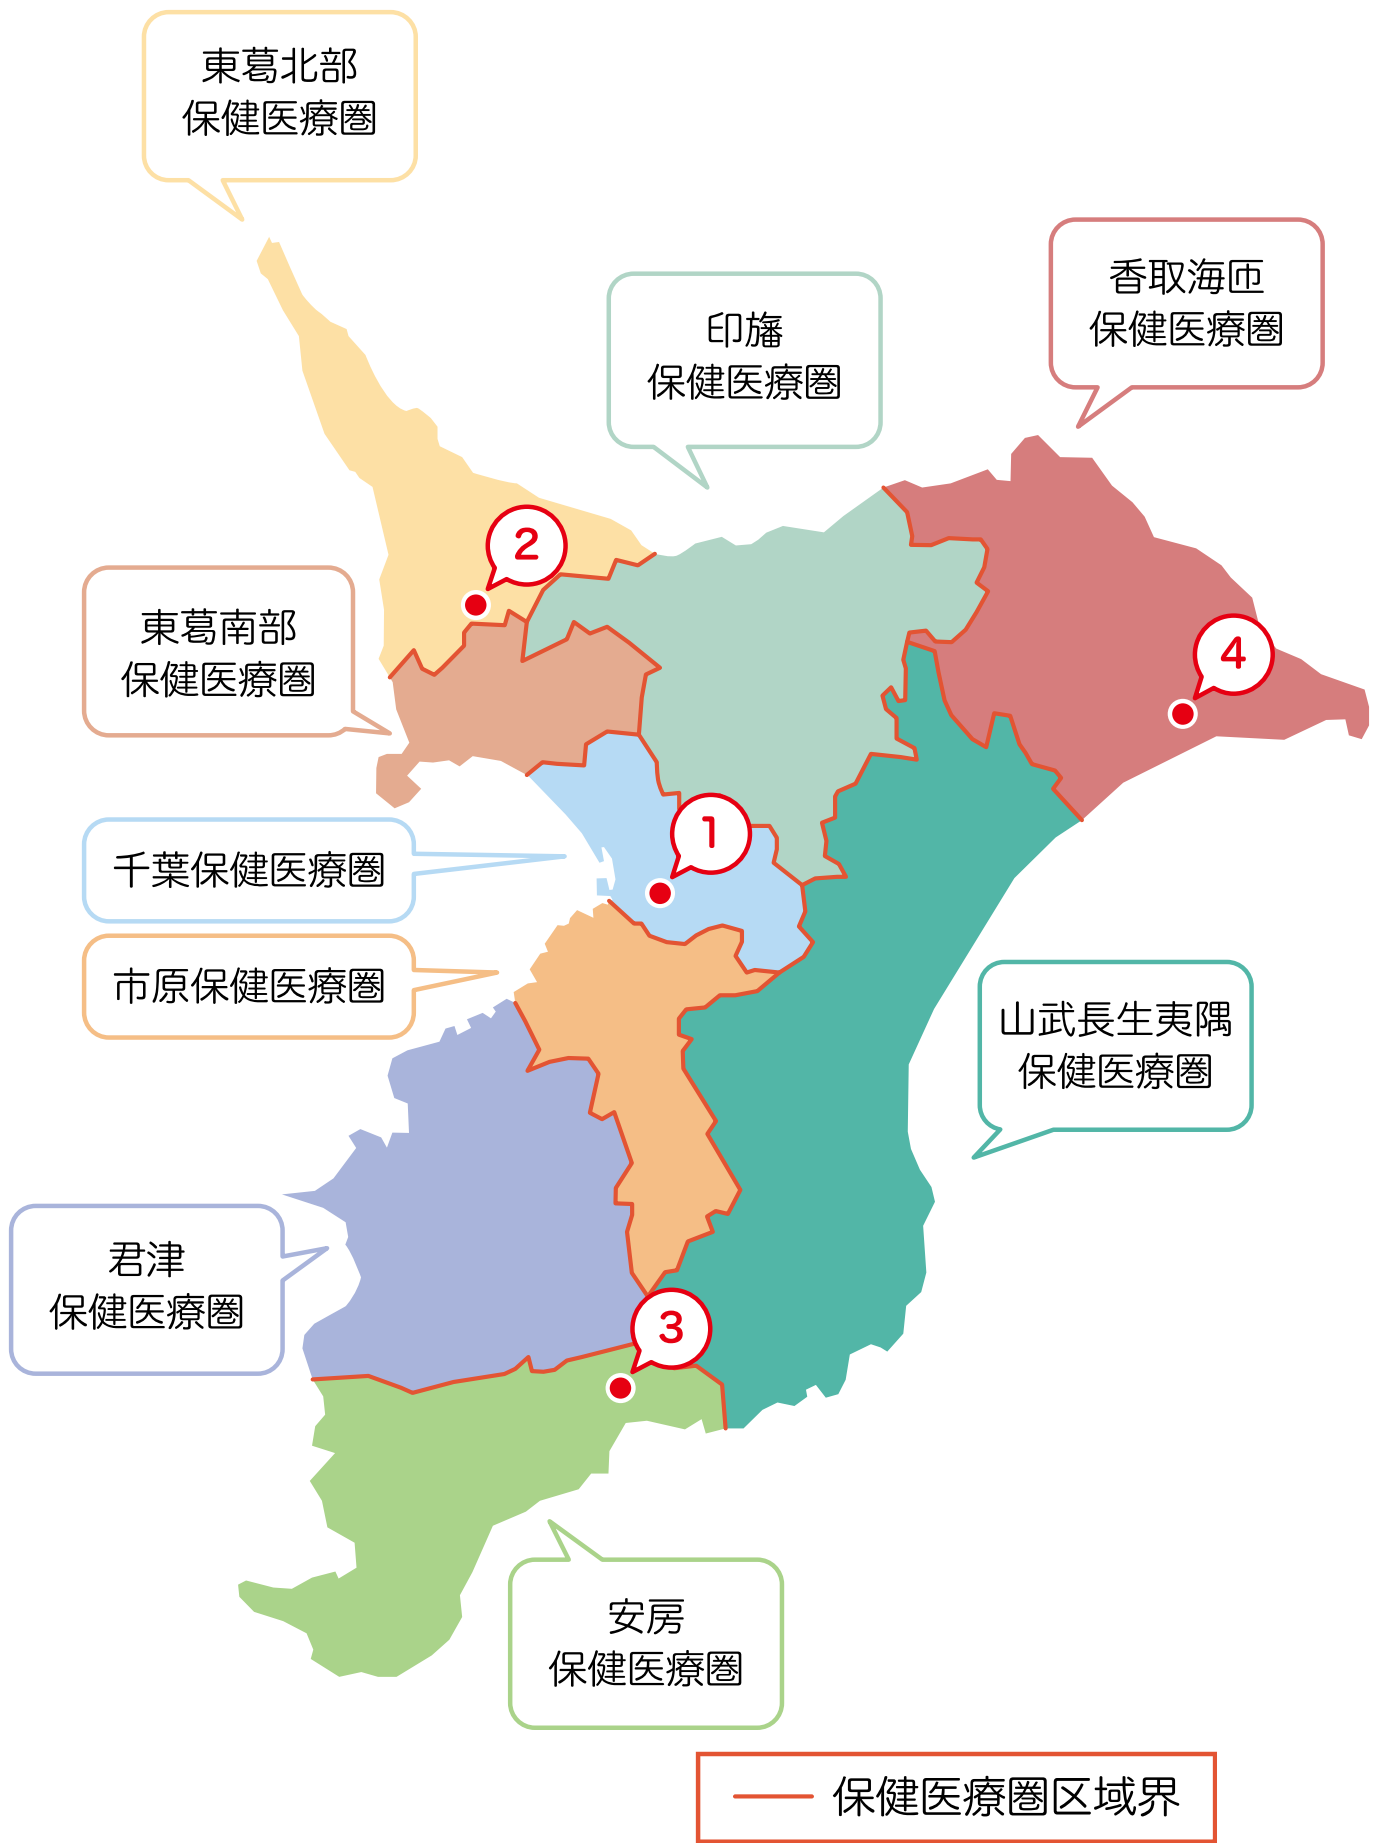 東葛北部
保健医療圏
香取海匝
保健医療圏
印旛
保健医療圏
2
東葛南部
保健医療圏
4
1
千葉保健医療圏
市原保健医療圏
山武長生夷隅
保健医療圏
君津
保健医療圏
3
安房
保健医療圏
保健医療圏区域界